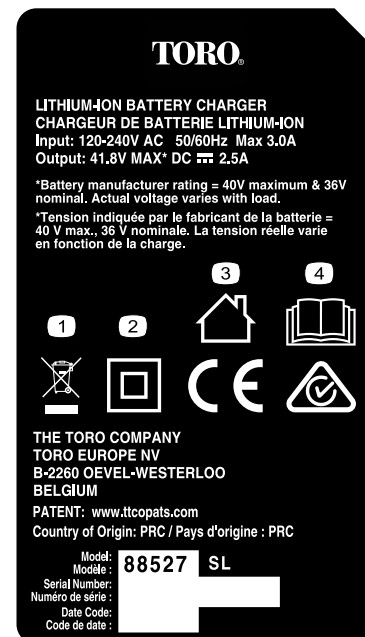 TORO.
LITHIUM-ION BATTERY CHARGER
CHARGEUR DE BATTERIE LITHIUM-ION
Input: 120-240V AC 50/60Hz Max 3.0A
Output: 41.8V MAX* DC 2.5A
*Battery manufacturer rating = 40V maximum & 36V
nominal. Actual voltage varies with load.
*Tension indiquée par le fabricant de la batterie =
40 V max., 36 V nominale. La tension réelle varie
en fonction de la charge.
3 4
1 2
CE
THE TORO COMPANY
TORO EUROPE NV
B-2260 OEVEL-WESTERLOO
BELGIUM
PATENT: www.ttcopats.com
Country of Origin: PRC / Pays d'origine : PRC
Model:
Modèle : 88527 SL
Serial Number:
Numéro de série :
Date Code:
Code de date :